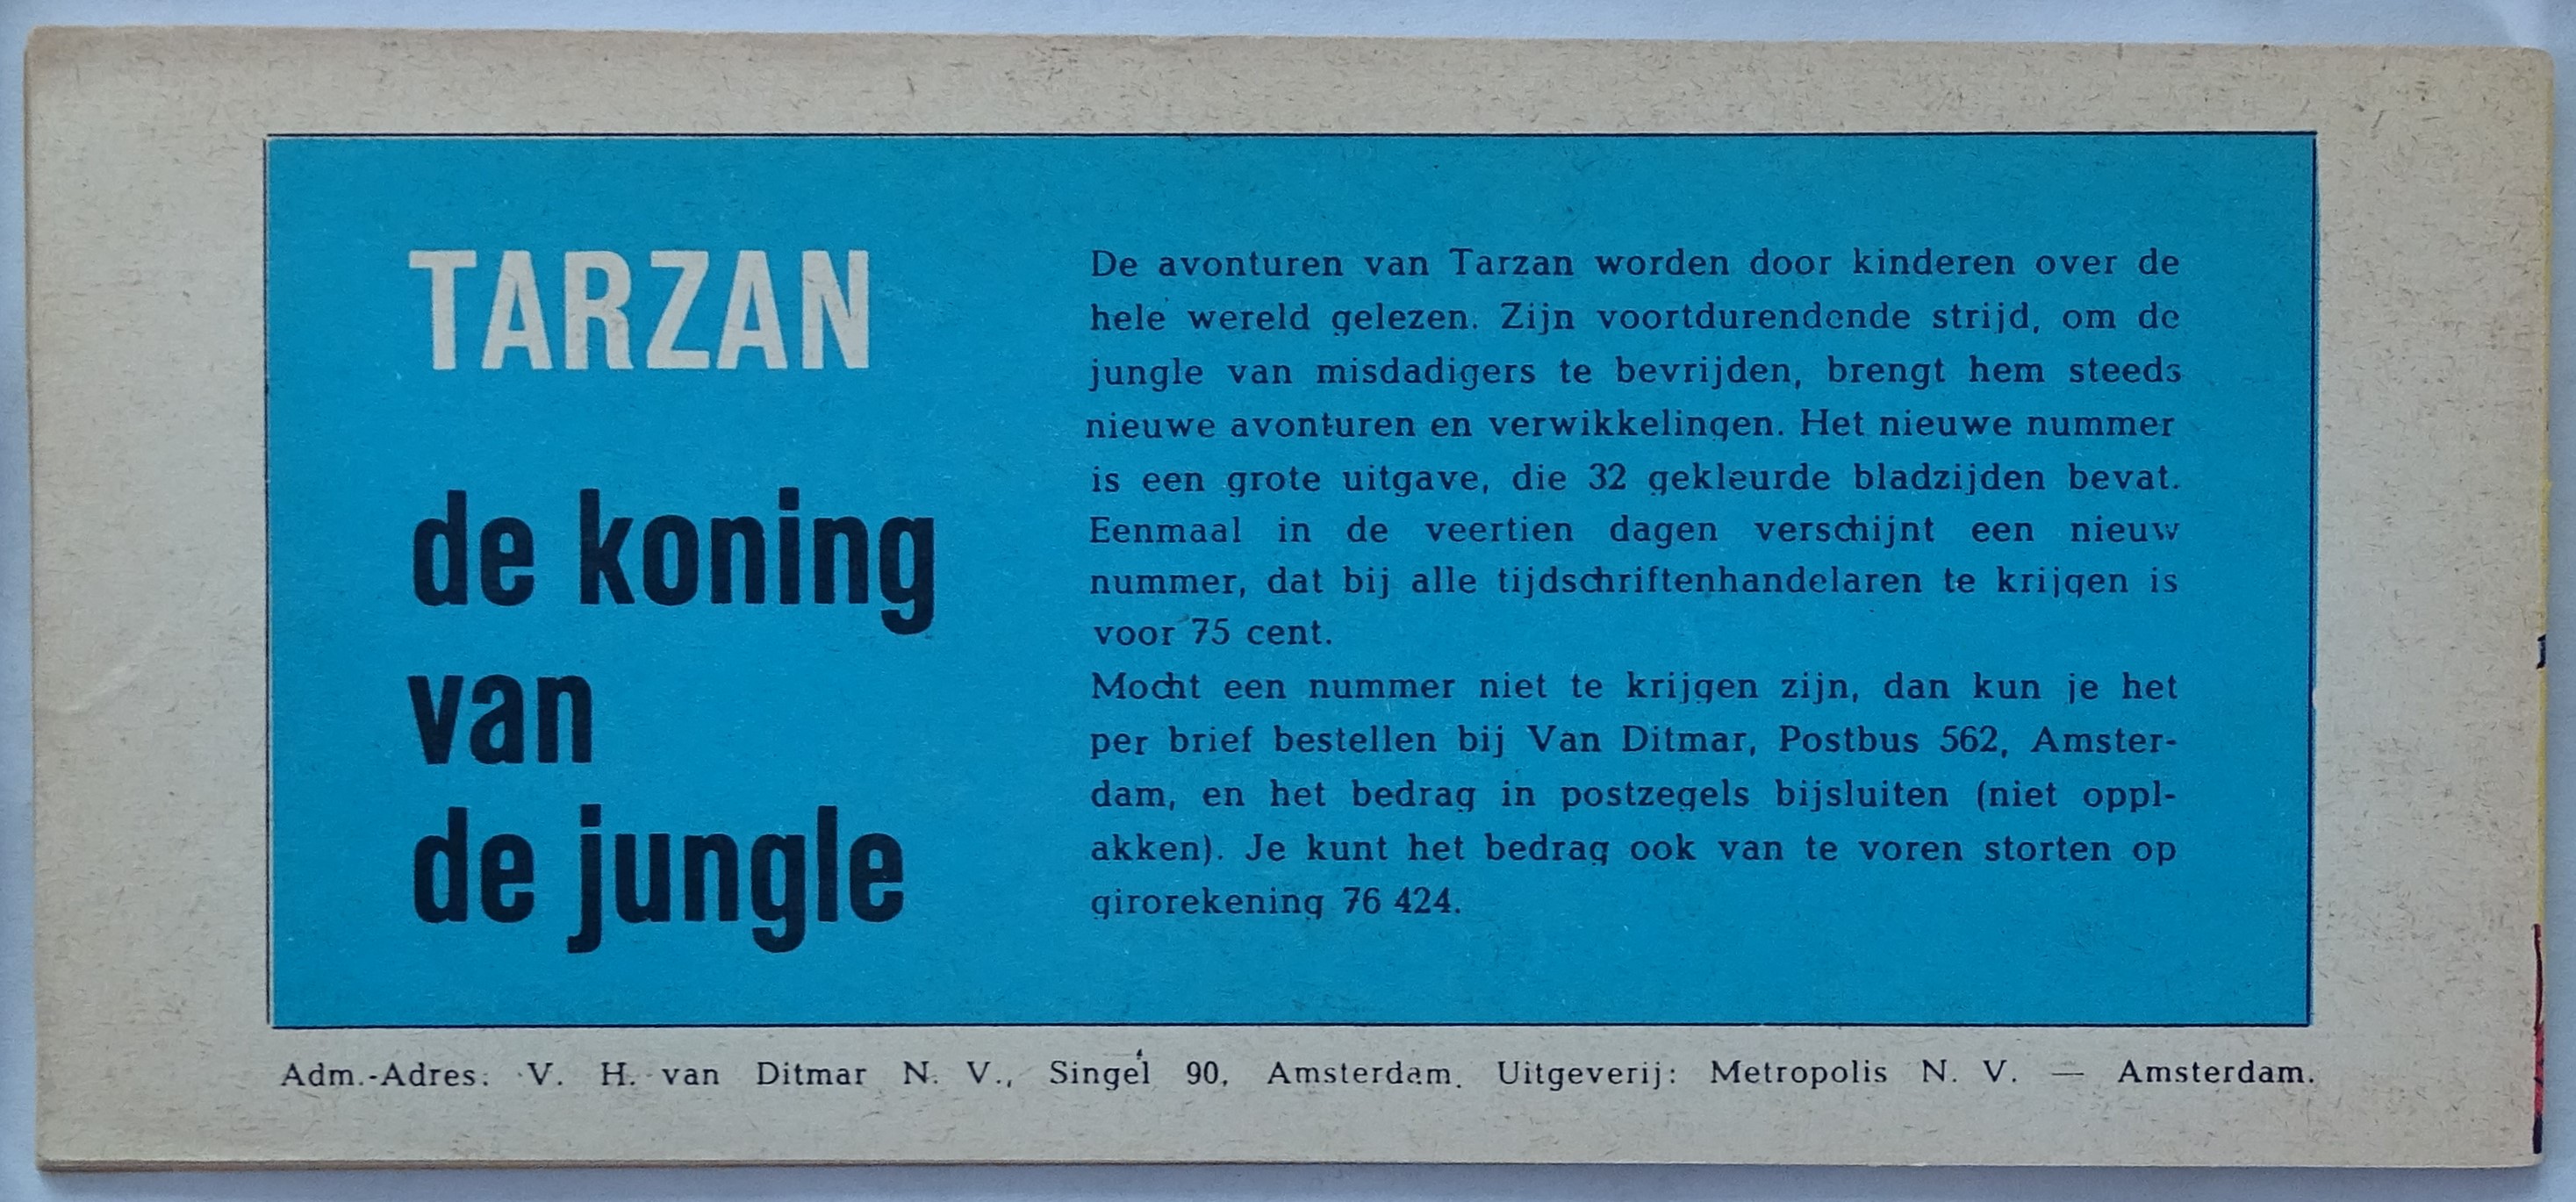 TARZAN
de koning
van
de jungle
De avonturen van Tarzan worden door kinderen over de
hele wereld gelezen. Zijn voortdurendende strijd, om de
jungle van misdadigers te bevrijden, brengt hem steeds
nieuwe avonturen en verwikkelingen. Het nieuwe nummer
is een grote uitgave, die 32 gekleurde bladzijden bevat.
Eenmaal in de veertien dagen verschijnt een nieuw
nummer, dat bij alle tijdschriftenhandelaren te krijgen is
voor 75 cent.
Mocht een nummer niet te krijgen zijn, dan kun je het
per brief bestellen bij Van Ditmar, Postbus 562, Amster-
dam, en het bedrag in postzegels bijsluiten (niet oppl-
akken). Je kunt het bedrag ook van te voren storten op
girorekening 76 424.
Adm.-Adres: V. H. van Ditmar N. V., Singel 90, Amsterdam. Uitgeverij: Metropolis N. V. — Amsterdam.